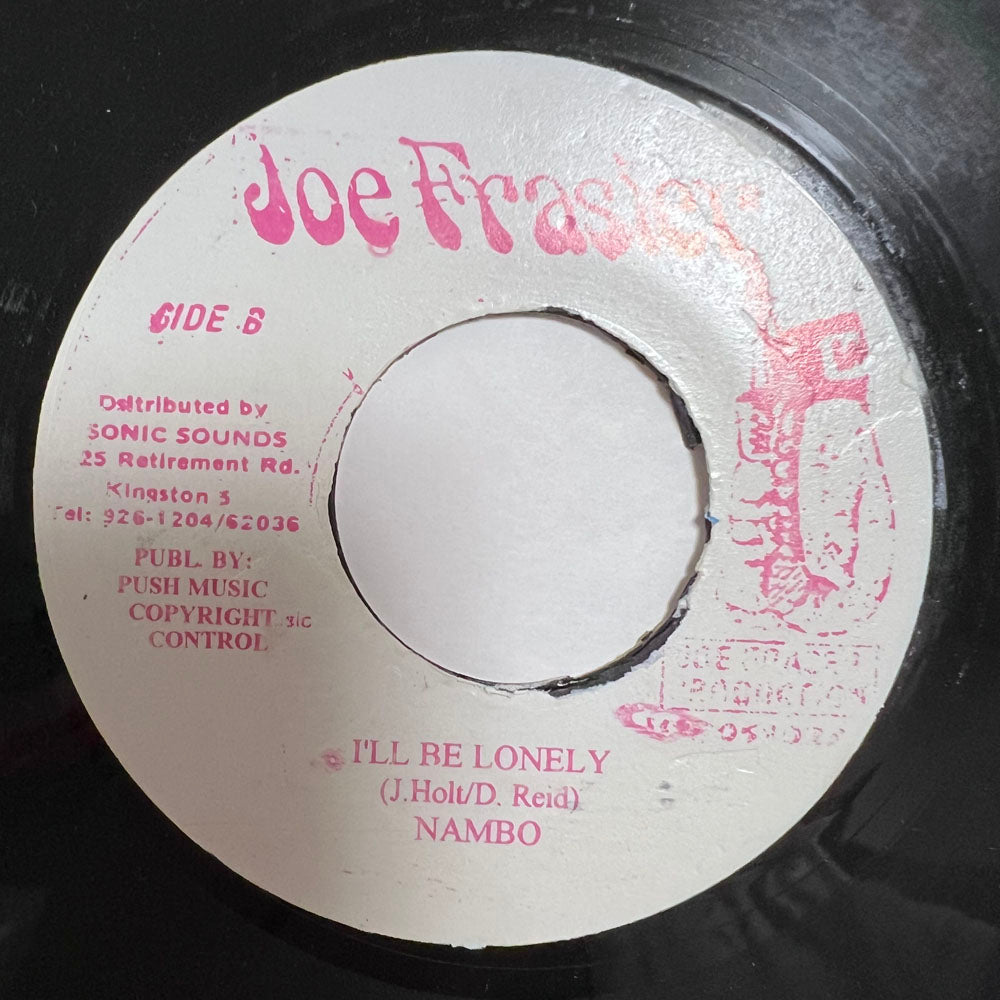 Joe Frasier
SIDE B
Distributed by
SONIC SOUNDS
25 Retirement Rd.
Kingston 5
Tel: 926-1204/62036
PUBL. BY:
PUSH MUSIC
COPYRIGHT
CONTROL
I'LL BE LONELY
(J.Holt/D. Reid)
NAMBO